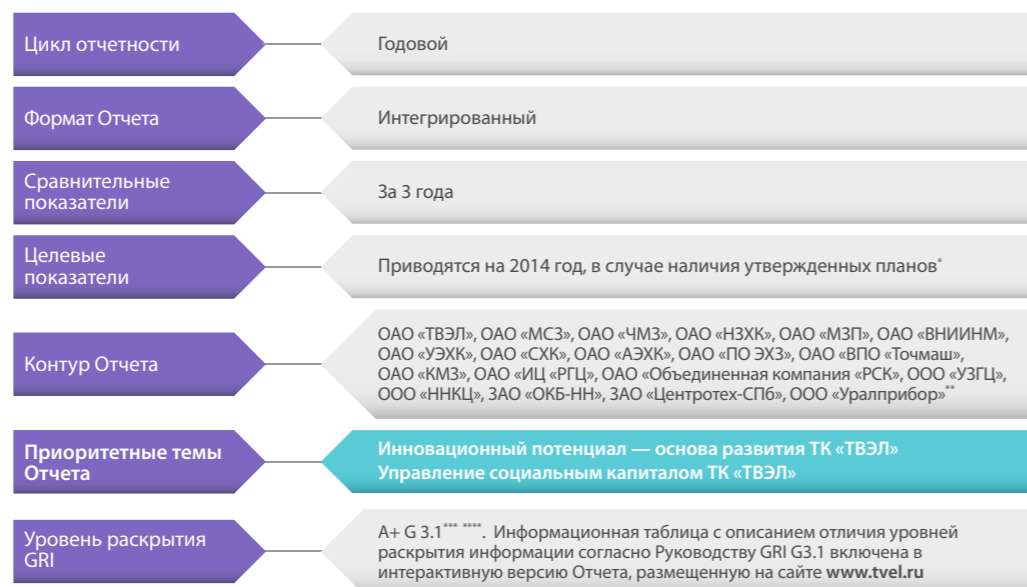 Цикл отчетности
Годовой
Формат Отчета
Интегрированный
Сравнительные
показатели
За 3 года
Целевые
показатели
Приводятся на 2014 год, в случае наличия утвержденных планов*
Контур Отчета
ОАО «ТВЭЛ», ОАО «МСЗ», ОАО «ЧМЗ», ОАО «НЗХК», ОАО «МЗП», ОАО «ВНИИНМ»,
ОАО «УЭХК», ОАО «СХК», ОАО «АЭХК», ОАО «ПО ЭХЗ», ОАО «ВПО «Точмаш»,
ОАО «КМЗ», ОАО «ИЦ «РГЦ», ОАО «Объединенная компания «РСК», ООО «УЗГЦ»,
ООО «ННКЦ», ЗАО «ОКБ-НН», ЗАО «Центротех-СПб», ООО «Уралприбор»**
Приоритетные темы
Отчета
Инновационный потенциал — основа развития ТК «ТВЭЛ»
Управление социальным капиталом ТК «ТВЭЛ»
Уровень раскрытия
GRI
А+ G 3.1*** ****. Информационная таблица с описанием отличия уровней
раскрытия информации согласно Руководству GRI G3.1 включена в
интерактивную версию Отчета, размещенную на сайте www.tvel.ru